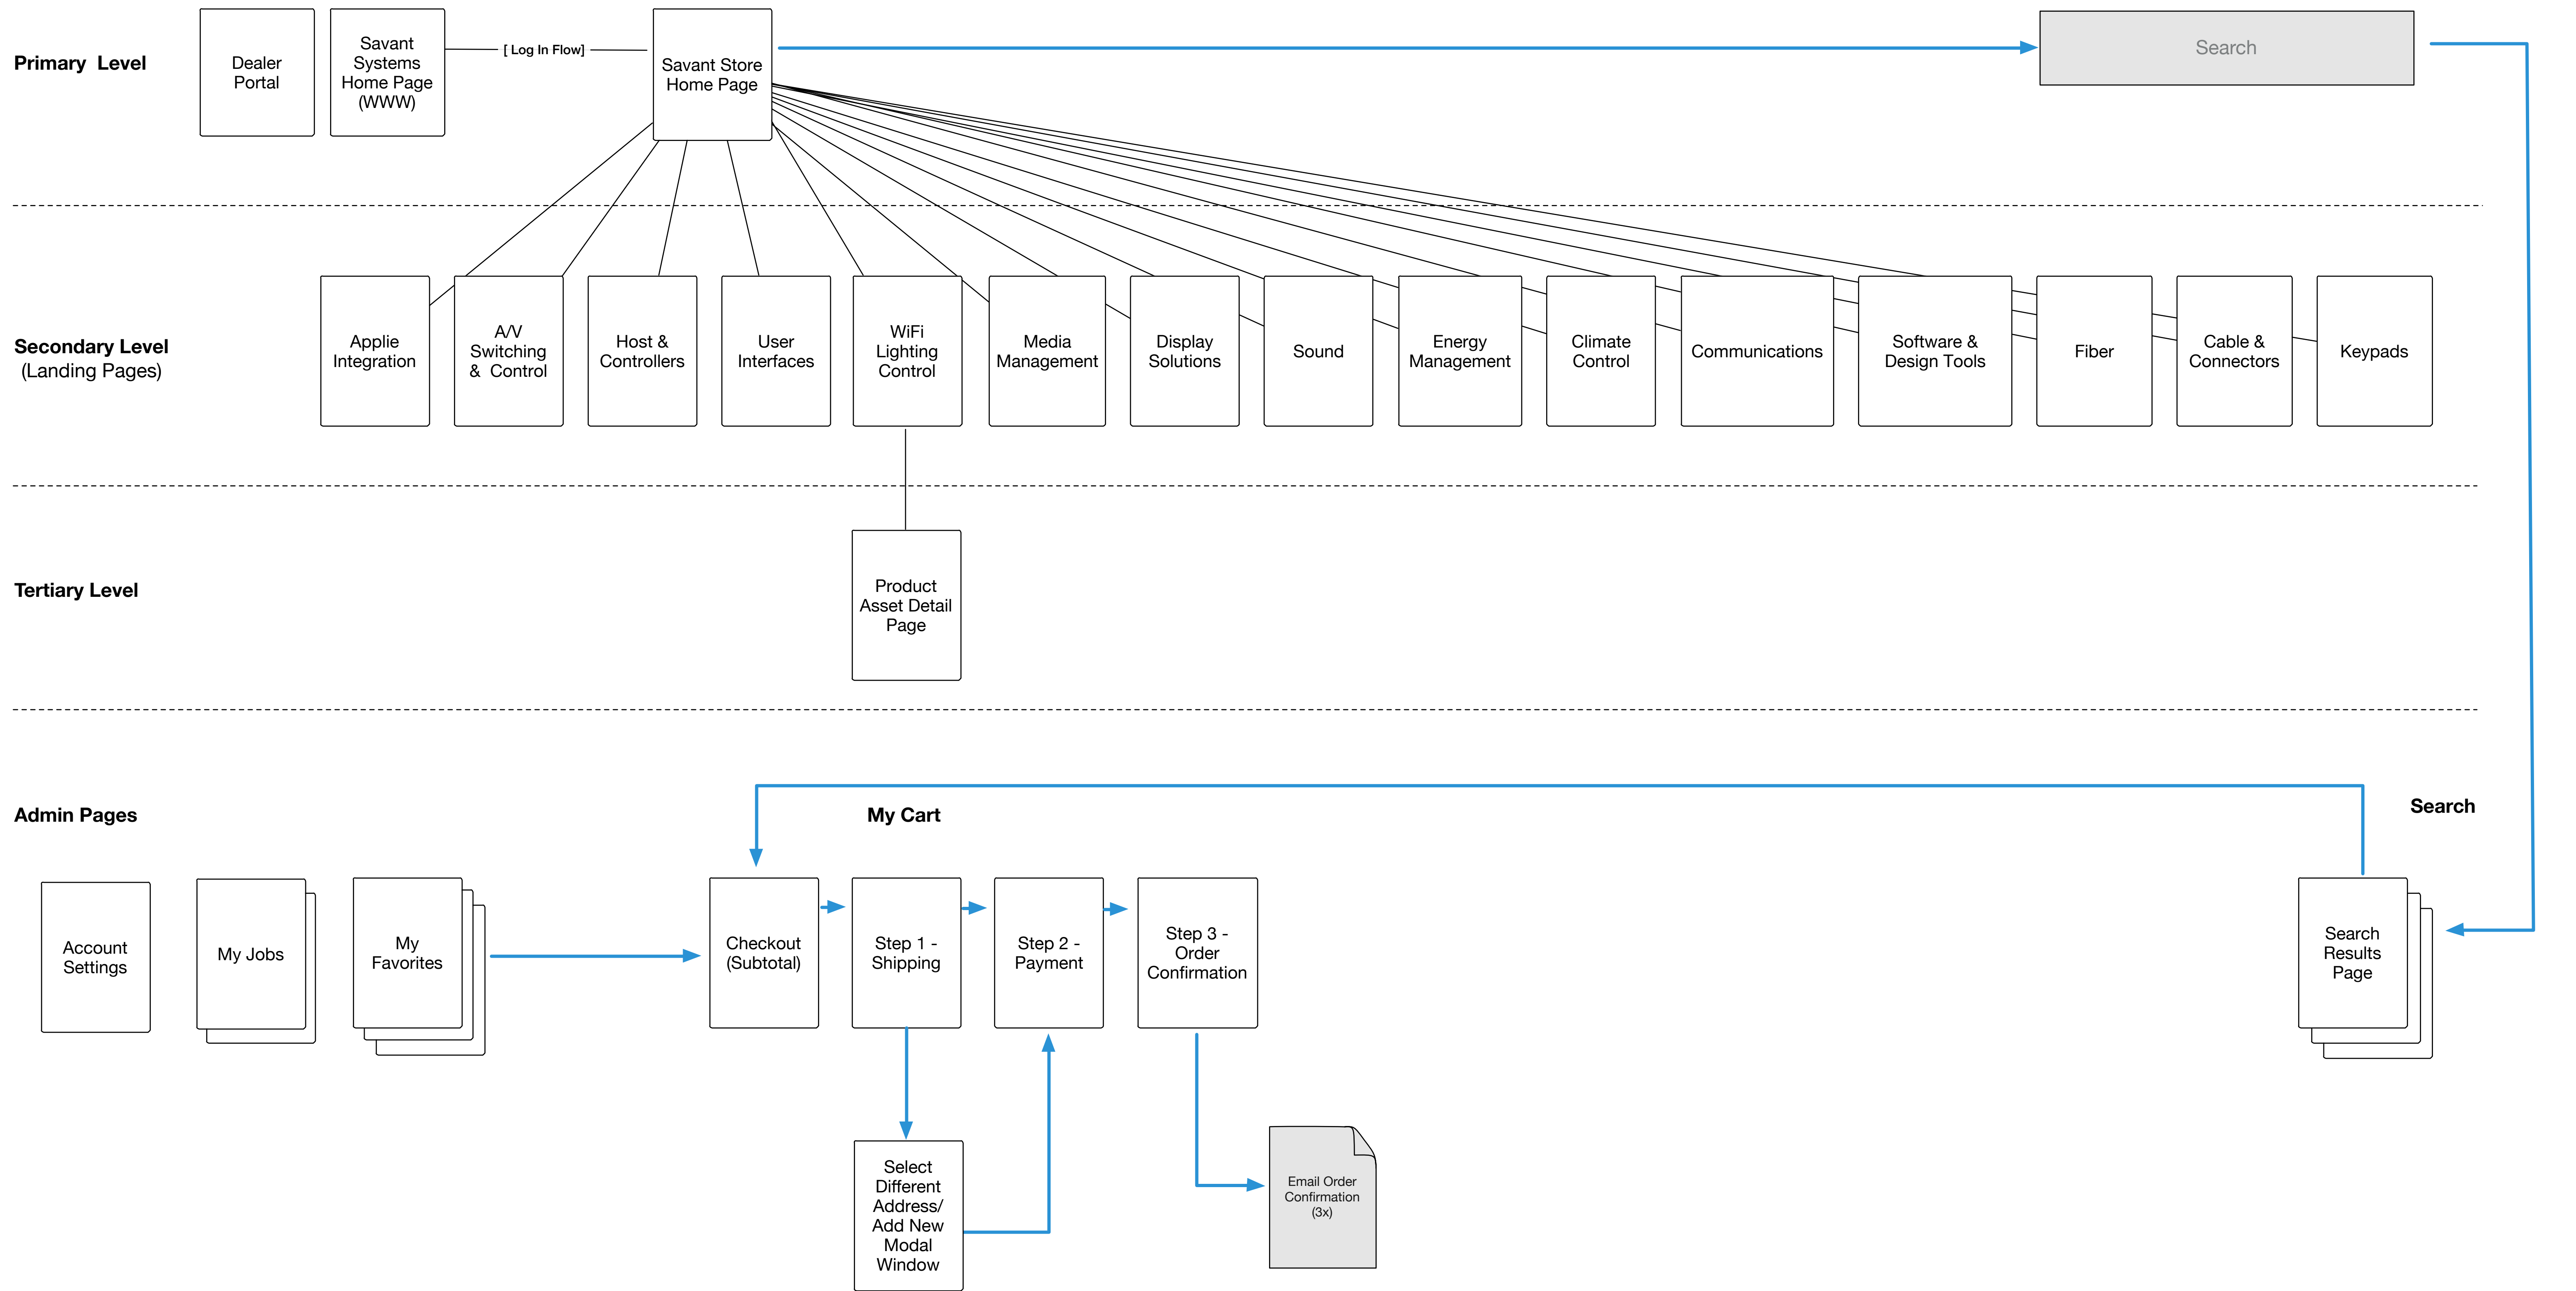 Primary  Level
Dealer
Portal
Savant
Systems
Home Page
(WWW)
[ Log In Flow]
Savant Store
Home Page
Search
Secondary Level
(Landing Pages)
Applie
Integration
A/V
Switching
&  Control
Host &
Controllers
User
Interfaces
WiFi
Lighting
Control
Media
Management
Display
Solutions
Sound
Energy
Management
Climate
Control
Communications
Software &
Design Tools
Fiber
Cable &
Connectors
Keypads
Tertiary Level
Product
Asset Detail
Page
Admin Pages
My Cart
Search
Account
Settings
My Jobs
My
Favorites
Checkout
(Subtotal)
Step 1 -
Shipping
Step 2 -
Payment
Step 3 -
Order
Confirmation
Search
Results
Page
Select
Different
Address/
Add New
Modal
Window
Email Order
Confirmation
(3x)